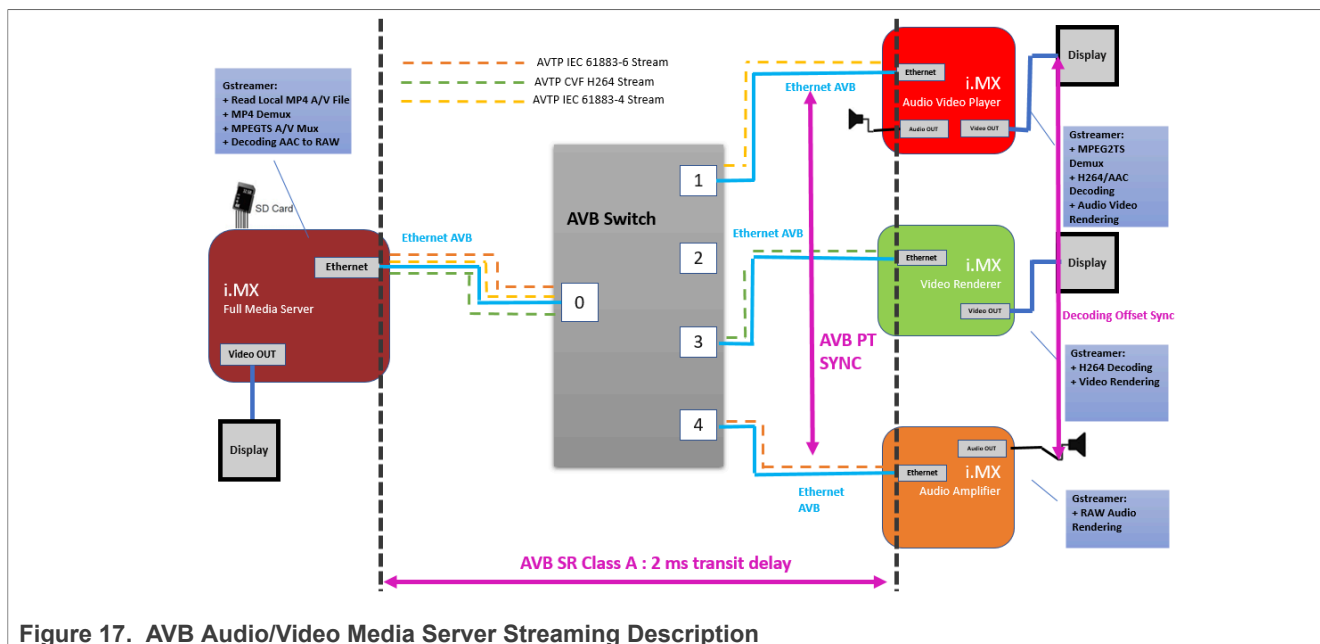 AVTP IEC 61883-6 Stream
AVTP CVF H264 Stream
AVTP IEC 61883-4 Stream
Gstreamer:
+ Read Local MP4 A/V File
+ MP4 Demux
+ MPEGTS A/V Mux
+ Decoding AAC to RAW
SD Card
Ethernet
i.MX
Full Media Server
Video OUT
Display
Ethernet AVB
AVB Switch
0
1
2
3
4
Ethernet AVB
Ethernet AVB
Ethernet
AVB
AVB PT
SYNC
Ethernet
i.MX
Audio Video Player
Audio OUT
Video OUT
Display
Gstreamer:
+ MPEG2TS
Demux
+ H264/AAC
Decoding
+ Audio Video
Rendering
Ethernet
i.MX
Video Renderer
Video OUT
Display
Decoding Offset Sync
Gstreamer:
+ H264 Decoding
+ Video Rendering
Audio OUT
Ethernet
i.MX
Audio Amplifier
Gstreamer:
+ RAW Audio
Rendering
AVB SR Class A : 2 ms transit delay
Figure 17. AVB Audio/Video Media Server Streaming Description